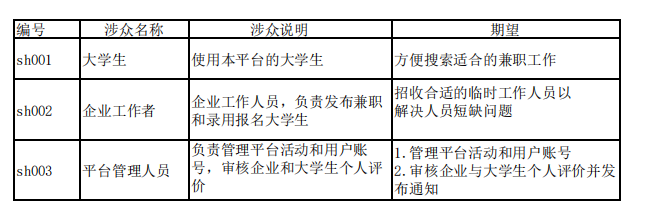 编号 涉众名称 涉众说明 期望
sh001 大学生 使用本平台的大学生 方便搜索适合的兼职工作
sh002 企业工作者 企业工作人员，负责发布兼职
和录用报名大学生
招收合适的临时工作人员以
解决人员短缺问题
sh003 平台管理人员 负责管理平台活动和用户账
号，审核企业和大学生个人评
价
1.管理平台活动和用户账号
2.审核企业与大学生个人评价并发
布通知